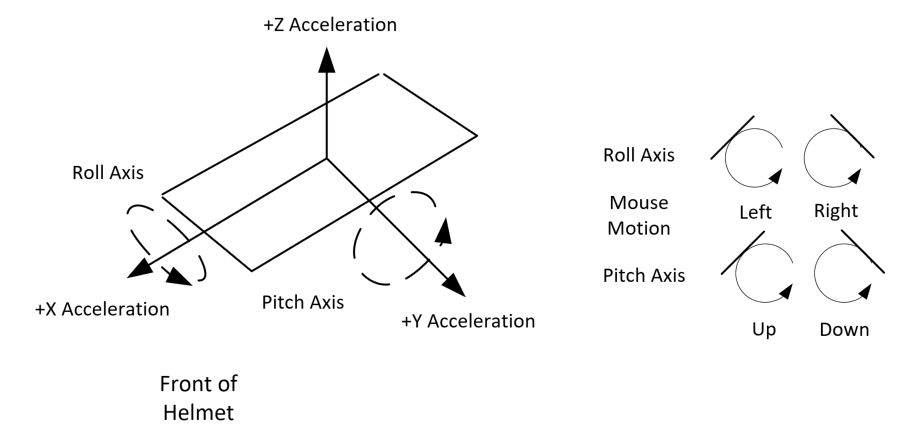 +Z Acceleration
Roll Axis
+X Acceleration
Pitch Axis
+Y Acceleration
Front of
Helmet
Roll Axis
Mouse
Motion
Left
Right
Pitch Axis
Up
Down